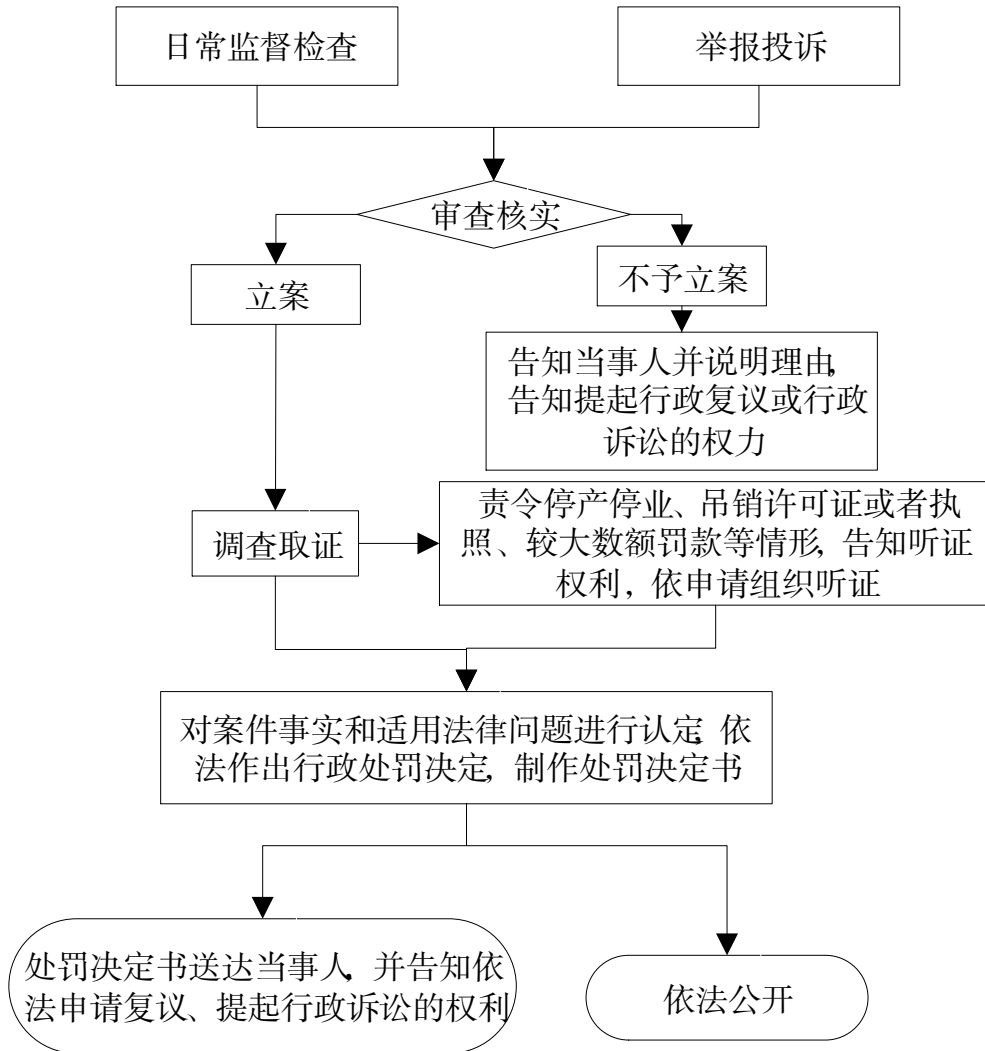 日常监督检查
举报投诉
审查核实
立案
不予立案
告知当事人并说明理由,
告知提起行政复议或行政
诉讼的权力
调查取证
责令停产停业、吊销许可证或者执
照、较大数额罚款等情形, 告知听证
权利, 依申请组织听证
对案件事实和适用法律问题进行认定, 依
法作出行政处罚决定, 制作处罚决定书
处罚决定书送达当事人, 并告知依
法申请复议、提起行政诉讼的权利
依法公开